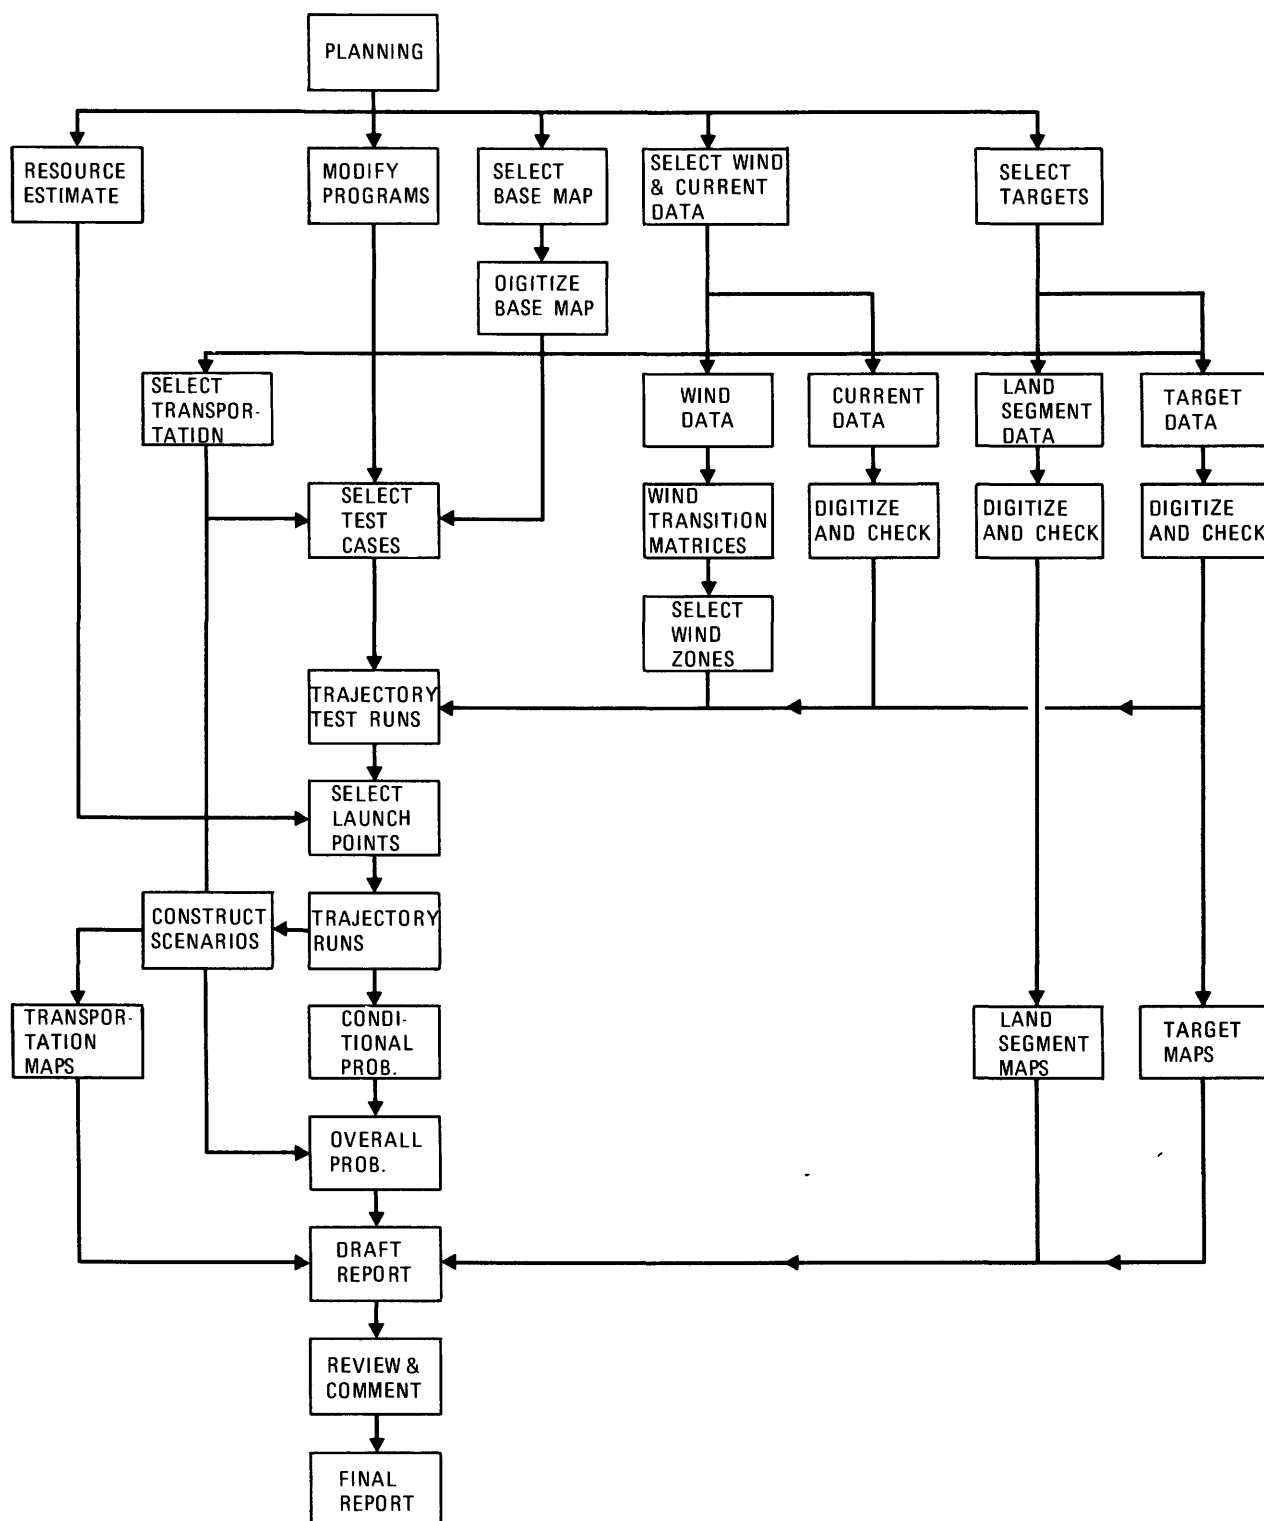 PLANNING
RESOURCE
ESTIMATE
MODIFY
PROGRAMS
SELECT
BASE MAP
SELECT WIND
& CURRENT
DATA
SELECT
TARGETS
OIGITIZE
BASE MAP
SELECT
TRANSPOR-
TATION
WIND
DATA
CURRENT
DATA
LAND
SEGMENT
DATA
TARGET
DATA
SELECT
TEST
CASES
WIND
TRANSITION
MATRICES
DIGITIZE
AND CHECK
DIGITIZE
AND CHECK
DIGITIZE
AND CHECK
SELECT
WIND
ZONES
TRAJECTORY
TEST RUNS
SELECT
LAUNCH
POINTS
CONSTRUCT
SCENARIOS
TRAJECTORY
RUNS
TRANSPOR-
TATION
MAPS
CONDI-
TIONAL
PROB.
LAND
SEGMENT
MAPS
TARGET
MAPS
OVERALL
PROB.
DRAFT
REPORT
REVIEW &
COMMENT
FINAL
REPORT